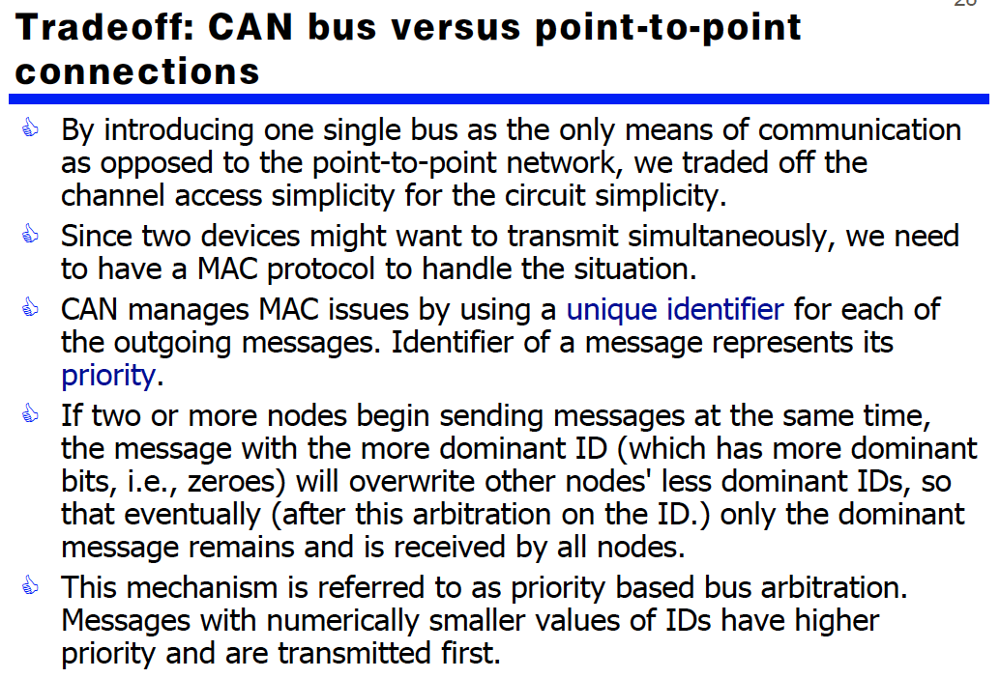 Tradeoff: CAN bus versus point-to-point
connections
By introducing one single bus as the only means of communication
as opposed to the point-to-point network, we traded off the
channel access simplicity for the circuit simplicity.
Since two devices might want to transmit simultaneously, we need
to have a MAC protocol to handle the situation.
CAN manages MAC issues by using a unique identifier for each of
the outgoing messages. Identifier of a message represents its
priority.
If two or more nodes begin sending messages at the same time,
the message with the more dominant ID (which has more dominant
bits, i.e., zeroes) will overwrite other nodes' less dominant IDs, so
that eventually (after this arbitration on the ID.) only the dominant
message remains and is received by all nodes.
This mechanism is referred to as priority based bus arbitration.
Messages with numerically smaller values of IDs have higher
priority and are transmitted first.